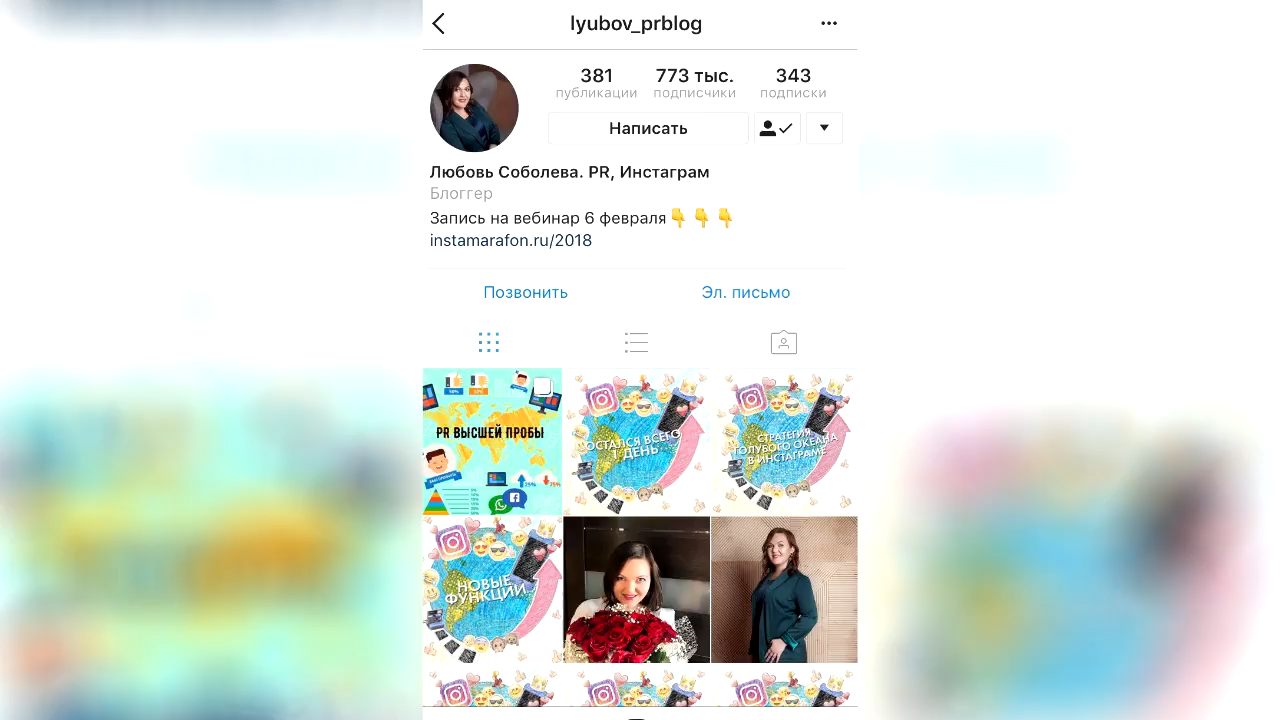 lyubov_prblog
381 773 тыс. 343
публикации подписчики подписки
Написать
Любовь Соболева. PR, Инстаграм
Блоггер
Запись на вебинар 6 февраля
instamarafon.ru/2018
Позвонить Эл. письмо
PR ВЫСШЕЙ ПРОБЫ
ОСТАЛСЯ ВСЕГО
1 ДЕНЬ
СТРАТЕГИЯ
ГОЛУБОГО ОКЕАНА
В ИНСТАГРАМЕ
НОВЫЕ
ФУНКЦИИ